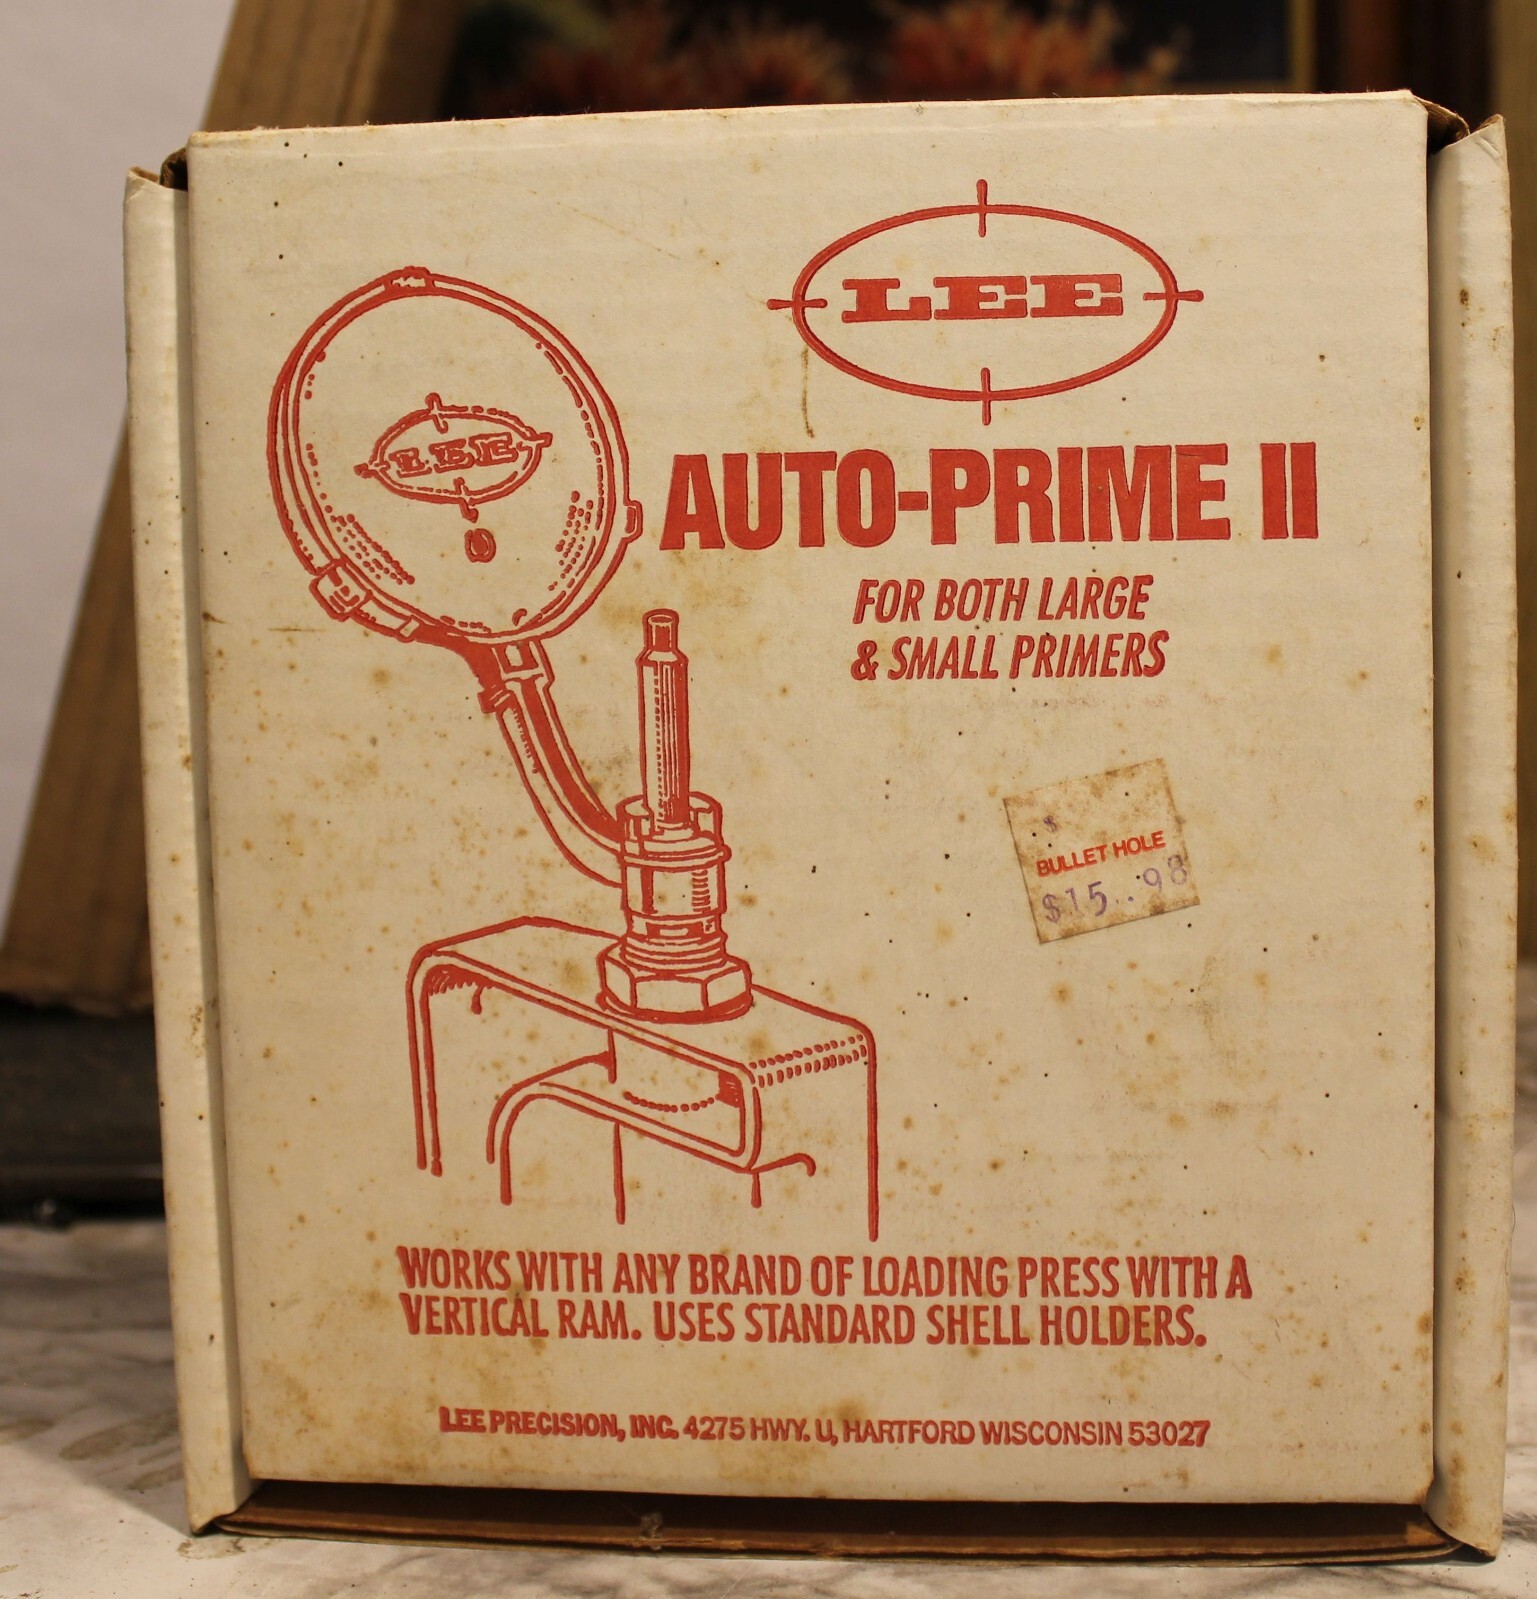 LEE
LEE
AUTO-PRIME II
FOR BOTH LARGE
& SMALL PRIMERS
$
BULLET HOLE
$15..98
WORKS WITH ANY BRAND OF LOADING PRESS WITH A
VERTICAL RAM. USES STANDARD SHELL HOLDERS.
LEE PRECISION, INC. 4275 HWY. U, HARTFORD WISCONSIN 53027